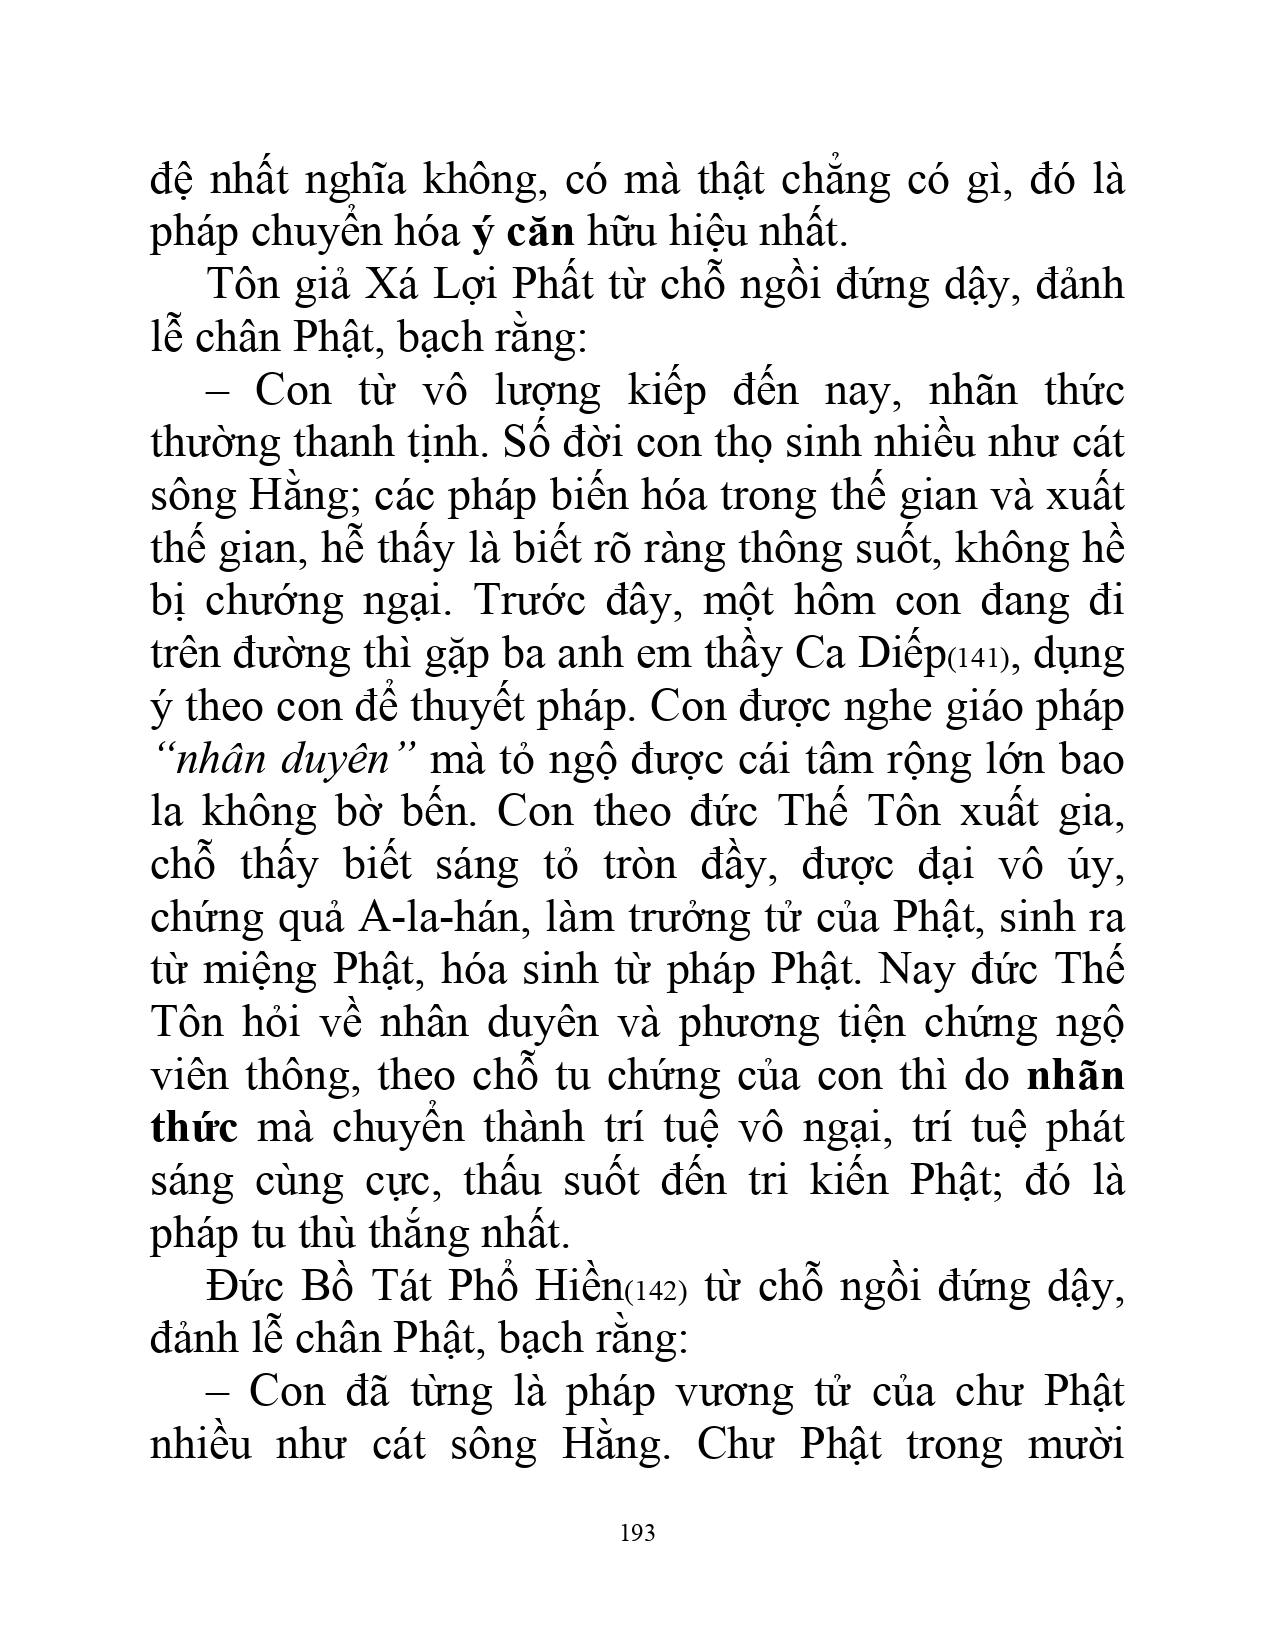 đệ nhất nghĩa không, có mà thật chẳng có gì, đó là
pháp chuyển hóa ý căn hữu hiệu nhất.
Tôn giả Xá Lợi Phất từ chỗ ngồi đứng dậy, đảnh
lễ chân Phật, bạch rằng:
– Con từ vô lượng kiếp đến nay, nhãn thức
thường thanh tịnh. Số đời con thọ sinh nhiều như cát
sông Hằng; các pháp biến hóa trong thế gian và xuất
thế gian, hễ thấy là biết rõ ràng thông suốt, không hề
bị chướng ngại. Trước đây, một hôm con đang đi
trên đường thì gặp ba anh em thầy Ca Diếp(141), dụng
ý theo con để thuyết pháp. Con được nghe giáo pháp
“nhân duyên” mà tỏ ngộ được cái tâm rộng lớn bao
la không bờ bến. Con theo đức Thế Tôn xuất gia,
chỗ thấy biết sáng tỏ tròn đầy, được đại vô úy,
chứng quả A-la-hán, làm trưởng tử của Phật, sinh ra
từ miệng Phật, hóa sinh từ pháp Phật. Nay đức Thế
Tôn hỏi về nhân duyên và phương tiện chứng ngộ
viên thông, theo chỗ tu chứng của con thì do nhãn
thức mà chuyển thành trí tuệ vô ngại, trí tuệ phát
sáng cùng cực, thấu suốt đến tri kiến Phật; đó là
pháp tu thù thắng nhất.
Đức Bồ Tát Phổ Hiền(142) từ chỗ ngồi đứng dậy,
đảnh lễ chân Phật, bạch rằng:
– Con đã từng là pháp vương tử của chư Phật
nhiều như cát sông Hằng. Chư Phật trong mười
193